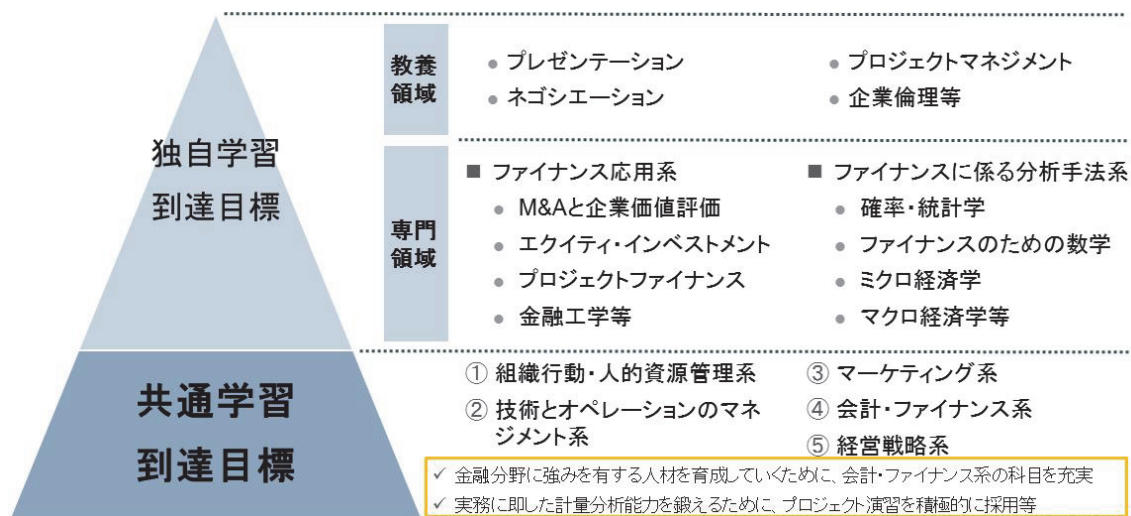 独自学習
到達目標
共通学習
到達目標
教養
領域
● プレゼンテーション
● ネゴシエーション
● プロジェクトマネジメント
● 企業倫理等
専門
領域
■ ファイナンス応用系
● M&Aと企業価値評価
● エクイティ・インベストメント
● プロジェクトファイナンス
● 金融工学等
■ ファイナンスに係る分析手法系
● 確率・統計学
● ファイナンスのための数学
● ミクロ経済学
● マクロ経済学等
① 組織行動・人的資源管理系
② 技術とオペレーションのマネ
ジメント系
③ マーケティング系
④ 会計・ファイナンス系
⑤ 経営戦略系
✓ 金融分野に強みを有する人材を育成していくために、会計・ファイナンス系の科目を充実
✓ 実務に即した計量分析能力を鍛えるために、プロジェクト演習を積極的に採用等